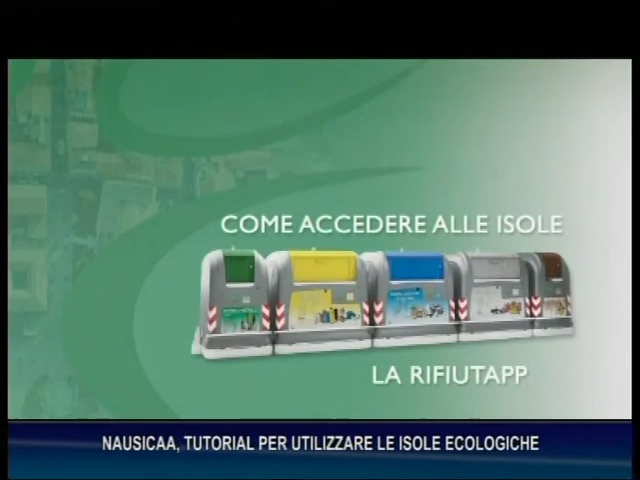 COME ACCEDERE ALLE ISOLE
LA RIFIUTAPP
NAUSICAA, TUTORIAL PER UTILIZZARE LE ISOLE ECOLOGICHE